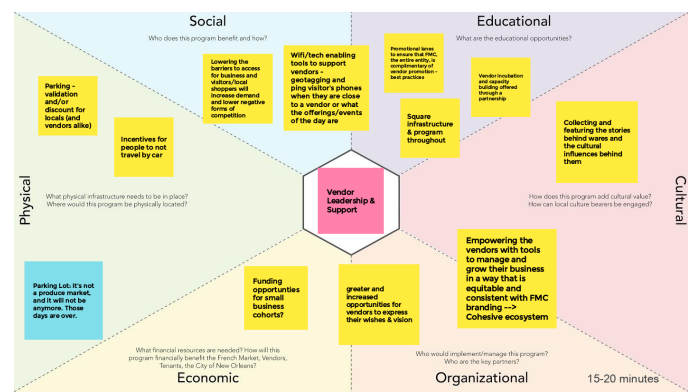 Social
Who does this program benefit and how?
Educational
What are the educational opportunities?
Parking -
validation
and/or
discount for
locals (and
vendors alike)
Incentives for
people to not
travel by car
Lowering the
barriers to access
for business and
visitors/local
shoppers will
increase demand
and lower negative
forms of
competition
Wifi/tech enabling
tools to support
vendors -
geotagging and
ping visitor's phones
when they are close
to a vendor or what
the offerings/events
of the day are
Promotional lanes
to ensure that FMC,
the entire entity, is
complimentary of
vendor promotion -
best practices
Vendor incubation
and capacity
building offered
through a
partnership
Square
infrastructure
& program
throughout
Collecting and
featuring the stories
behind wares and
the cultural
influences behind
them
Physical
What physical infrastructure needs to be in place?
Where would this program be physically located?
Vendor
Leadership &
Support
How does this program add cultural value?
How can local culture bearers be engaged?
Cultural
Parking Lot: It's not
a produce market,
and it will not be
anymore. Those
days are over.
Funding
opportunities
for small
business
cohorts?
greater and
increased
opportunities for
vendors to express
their wishes & vision
Empowering the
vendors with tools
to manage and
grow their business
in a way that is
equitable and
consistent with FMC
branding -->
Cohesive ecosystem
What financial resources are needed? How will this
program financially benefit the French Market, Vendors,
Tenants, the City of New Orleans?
Economic
Who would implement/manage this program?
Who are the key partners?
Organizational
15-20 minutes